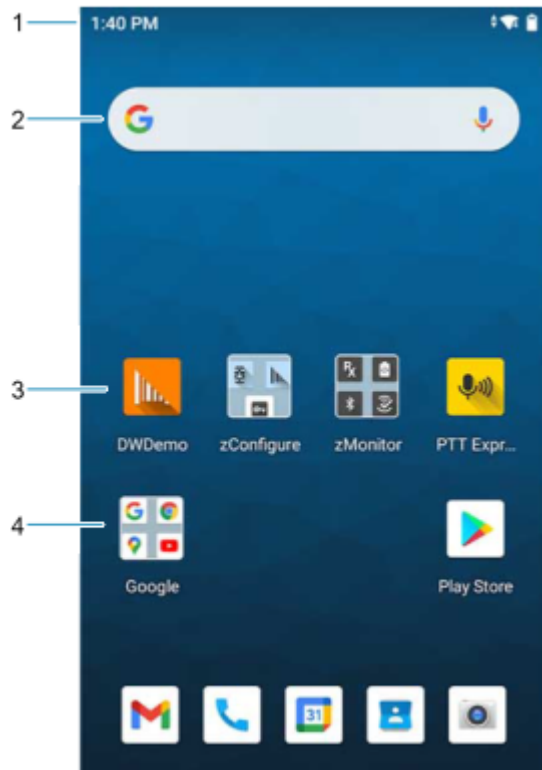 1
1:40 PM
2
3
DWDemo
zConfigure
zMonitor
PTT Expr...
4
Google
Play Store
31